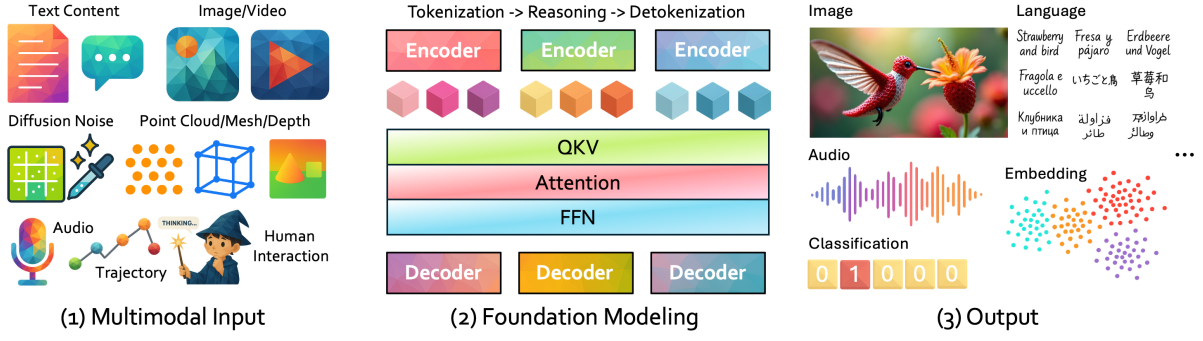 Text Content
Image/Video
Diffusion Noise
Point Cloud/Mesh/Depth
Audio
THINKING...
Trajectory
Human
Interaction
(1) Multimodal Input
Tokenization -> Reasoning -> Detokenization
Encoder
Encoder
Encoder
QKV
Attention
FFN
Decoder
Decoder
Decoder
(2) Foundation Modeling
Image
Language
Strawberry
and bird
Fresa y
pájaro
Erdbeere
und Vogel
Fragola e
uccello
いちごと鳥
草莓和
鸟
Клубника
и птица
فراولة
طائر
Audio
...
Embedding
Classification
0 1 0 0 0
(3) Output